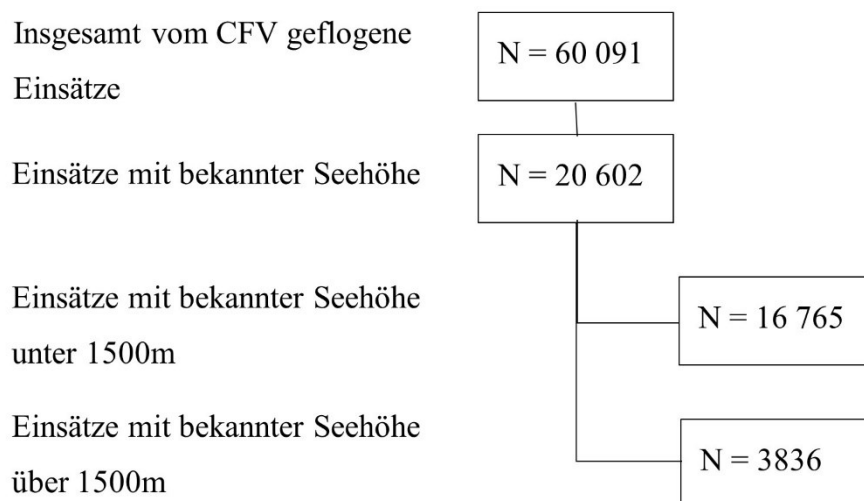 Insgesamt vom CFV geflogene
Einsätze
N = 60 091
Einsätze mit bekannter Seehöhe
N = 20 602
Einsätze mit bekannter Seehöhe
unter 1500m
N = 16 765
Einsätze mit bekannter Seehöhe
über 1500m
N = 3836